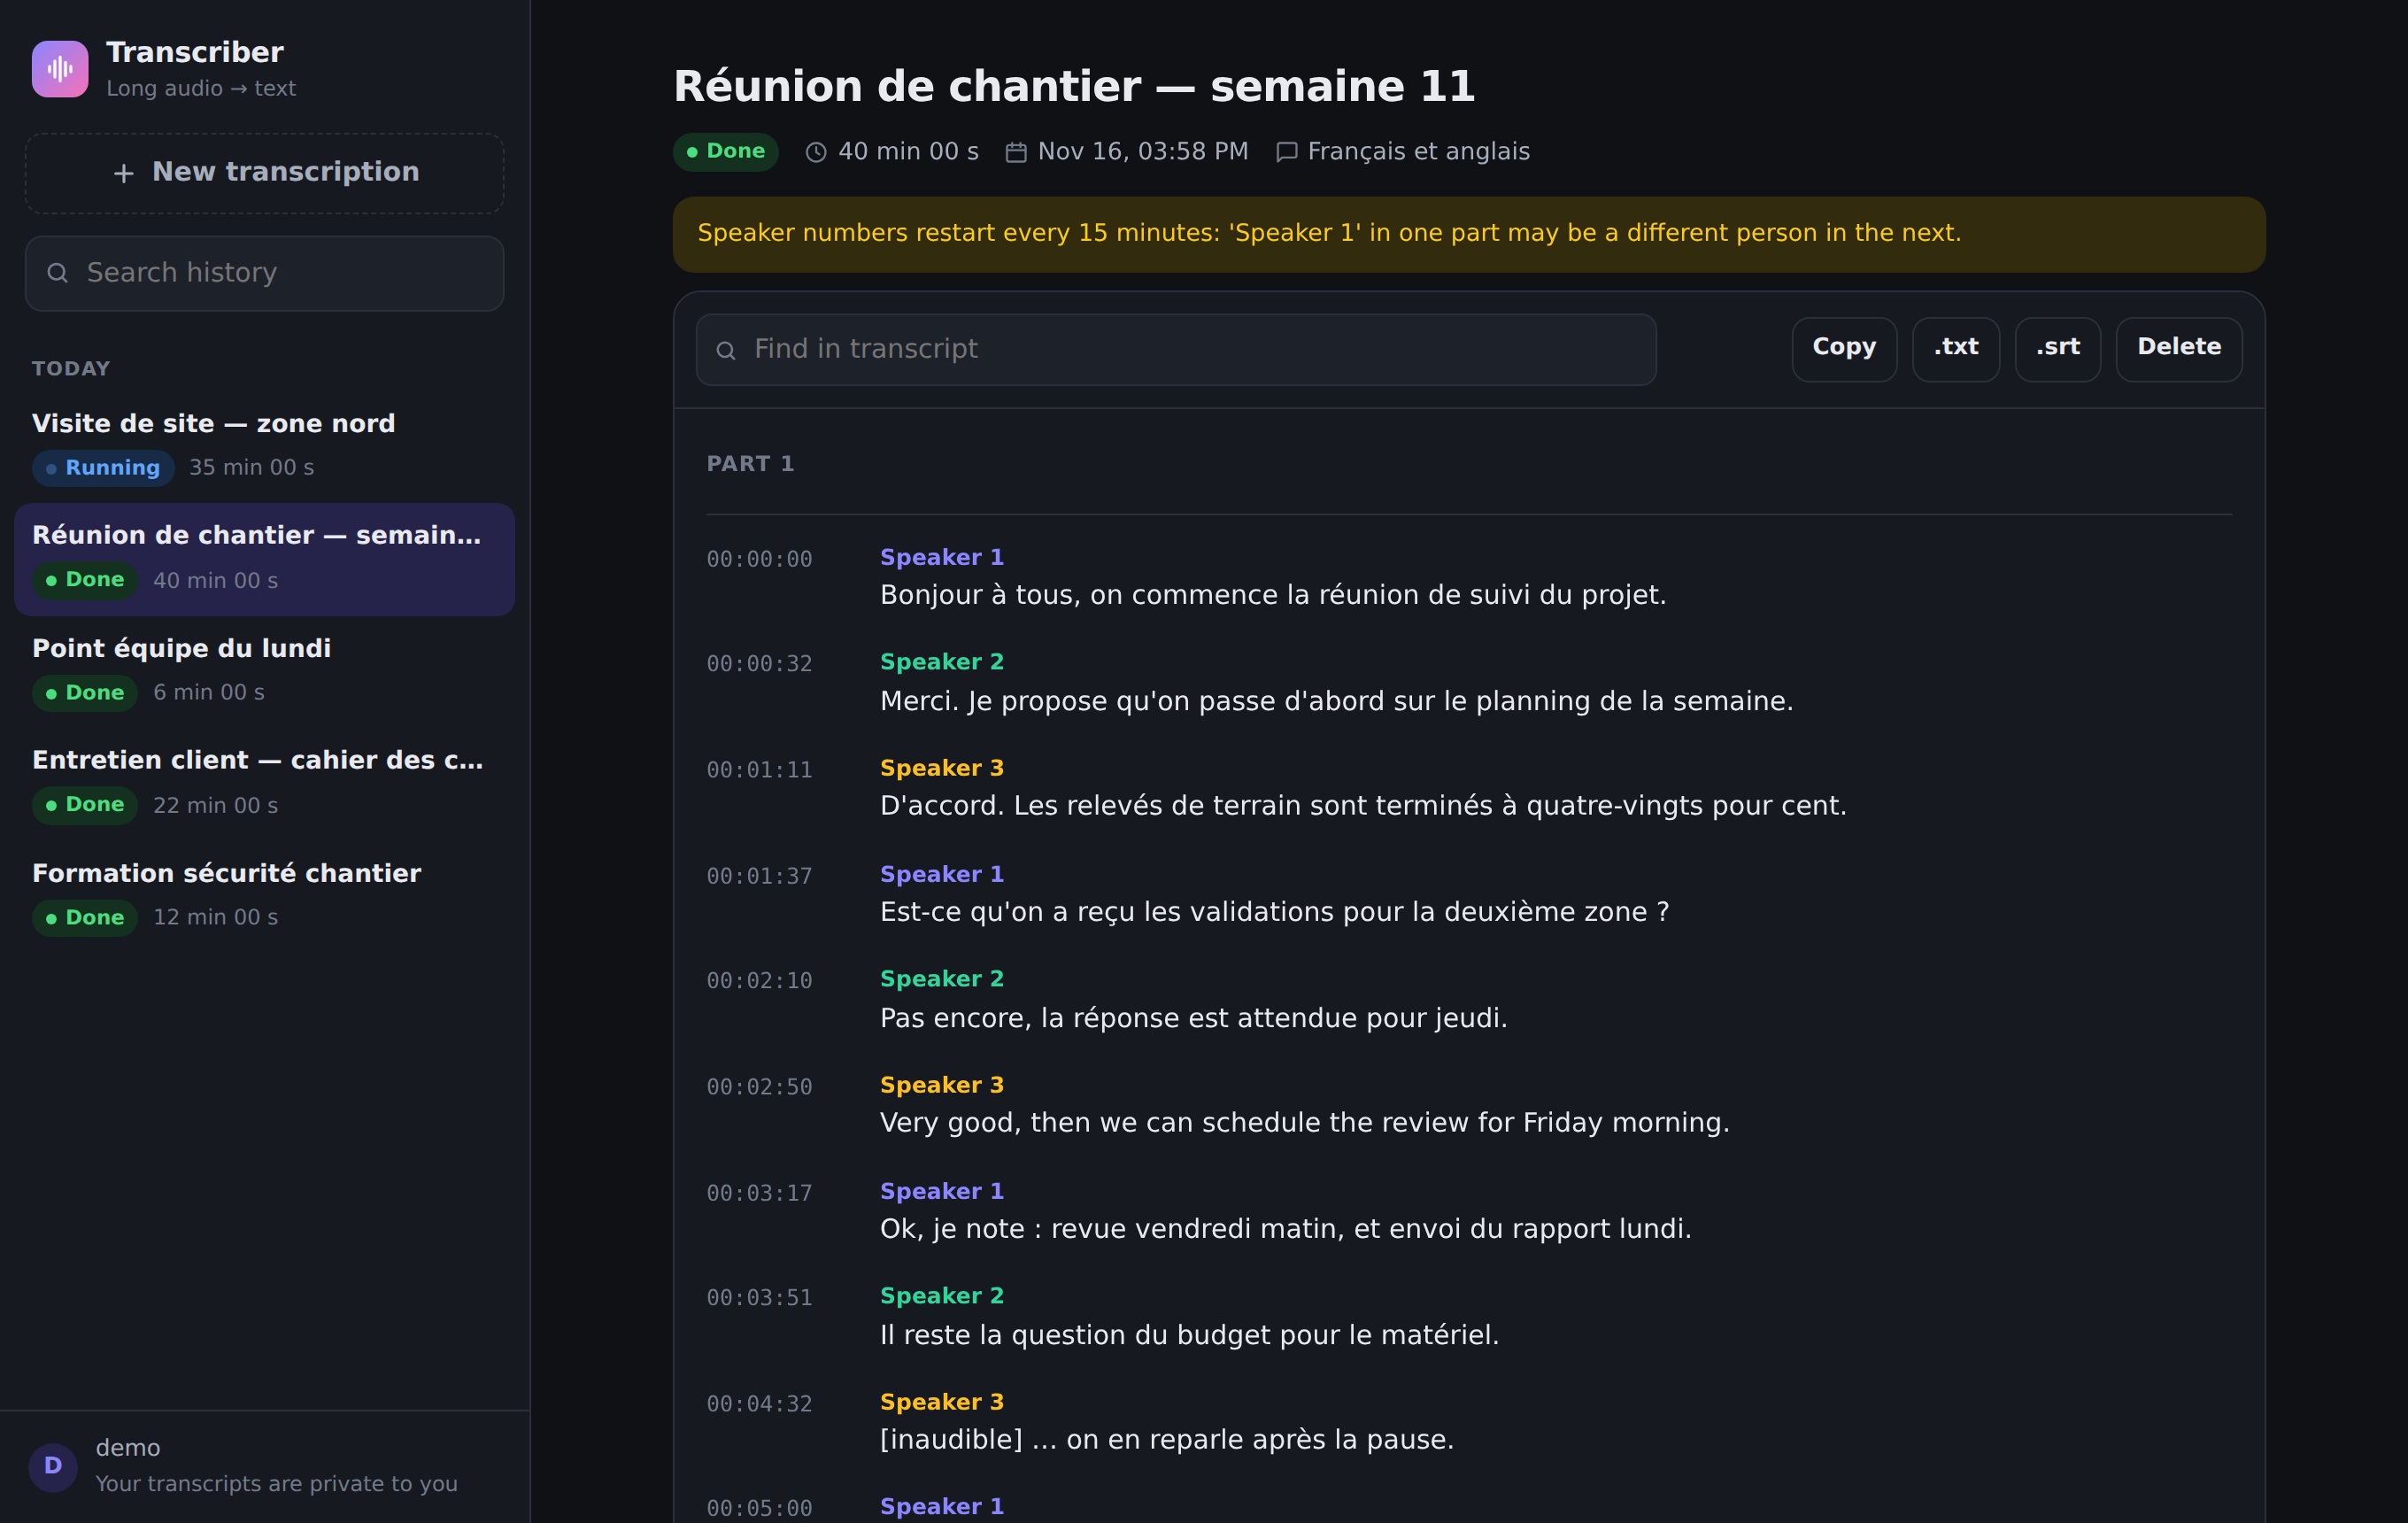 Transcriber
Long audio → text
+ New transcription
Search history
TODAY
Visite de site — zone nord
Running 35 min 00 s
Réunion de chantier — semain...
Done 40 min 00 s
Point équipe du lundi
Done 6 min 00 s
Entretien client — cahier des c...
Done 22 min 00 s
Formation sécurité chantier
Done 12 min 00 s
D
demo
Your transcripts are private to you
Réunion de chantier — semaine 11
Done 40 min 00 s Nov 16, 03:58 PM Français et anglais
Speaker numbers restart every 15 minutes: 'Speaker 1' in one part may be a different person in the next.
Find in transcript Copy .txt .srt Delete
PART 1
00:00:00 Speaker 1
Bonjour à tous, on commence la réunion de suivi du projet.
00:00:32 Speaker 2
Merci. Je propose qu'on passe d'abord sur le planning de la semaine.
00:01:11 Speaker 3
D'accord. Les relevés de terrain sont terminés à quatre-vingts pour cent.
00:01:37 Speaker 1
Est-ce qu'on a reçu les validations pour la deuxième zone ?
00:02:10 Speaker 2
Pas encore, la réponse est attendue pour jeudi.
00:02:50 Speaker 3
Very good, then we can schedule the review for Friday morning.
00:03:17 Speaker 1
Ok, je note : revue vendredi matin, et envoi du rapport lundi.
00:03:51 Speaker 2
Il reste la question du budget pour le matériel.
00:04:32 Speaker 3
[inaudible] ... on en reparle après la pause.
00:05:00 Speaker 1